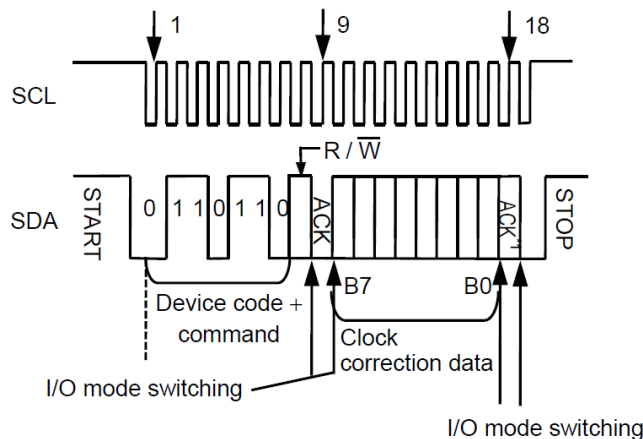 1 9 18
SCL
R / W
SDA
START 0 1 1 0 1 1 0 ACK ACK*1 STOP
B7 B0
Device code +
command
Clock
correction data
I/O mode switching
I/O mode switching